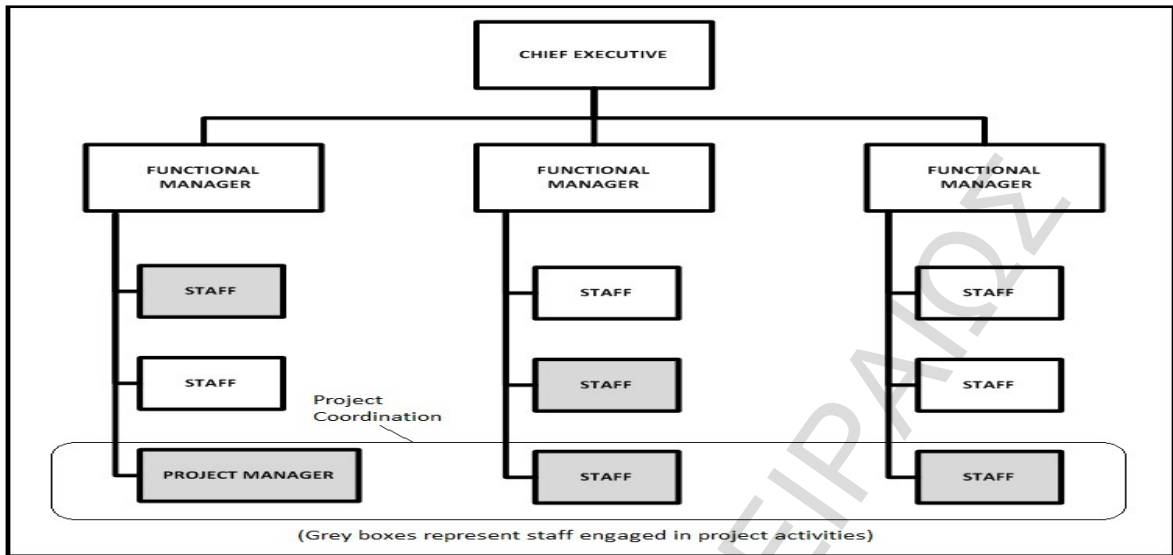 CHIEF EXECUTIVE
FUNCTIONAL
MANAGER
FUNCTIONAL
MANAGER
FUNCTIONAL
MANAGER
STAFF
STAFF
STAFF
STAFF
STAFF
STAFF
Project
Coordination
PROJECT MANAGER
STAFF
STAFF
(Grey boxes represent staff engaged in project activities)
ΕΙΡΑΙΩΣ